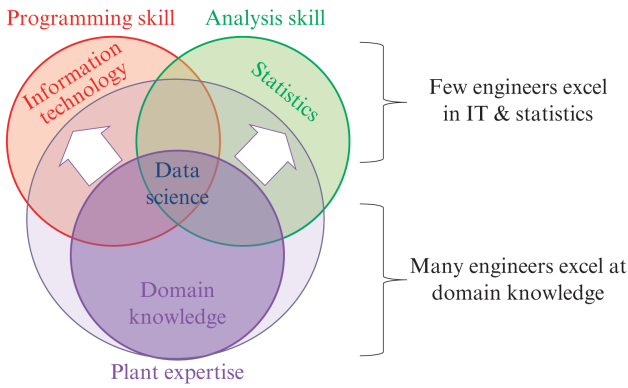 Programming skill
Analysis skill
Information
technology
Statistics
Few engineers excel
in IT & statistics
Data
science
Many engineers excel at
domain knowledge
Domain
knowledge
Plant expertise